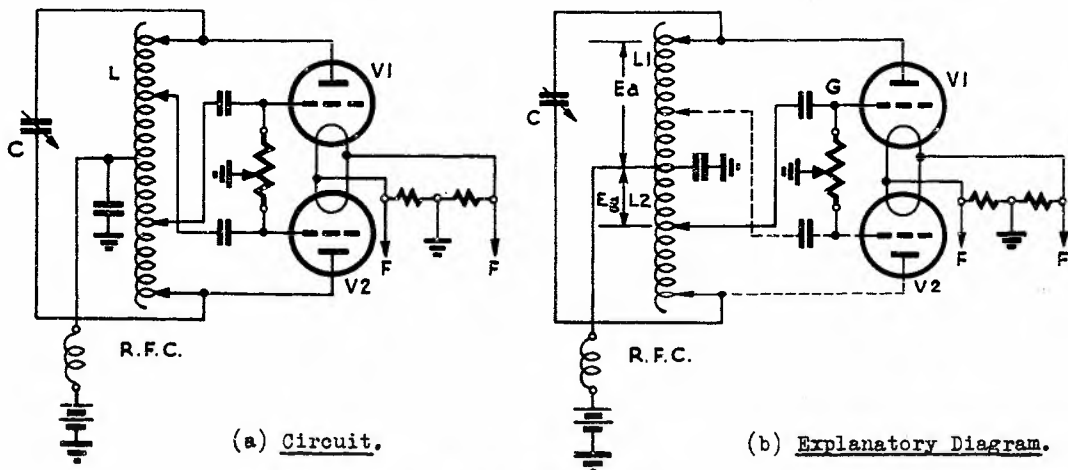 L
V1
C
F
F
V2
R.F.C.
(a) Circuit.
L1
Ea
V1
G
C
Eg
L2
F
F
V2
R.F.C.
(b) Explanatory Diagram.